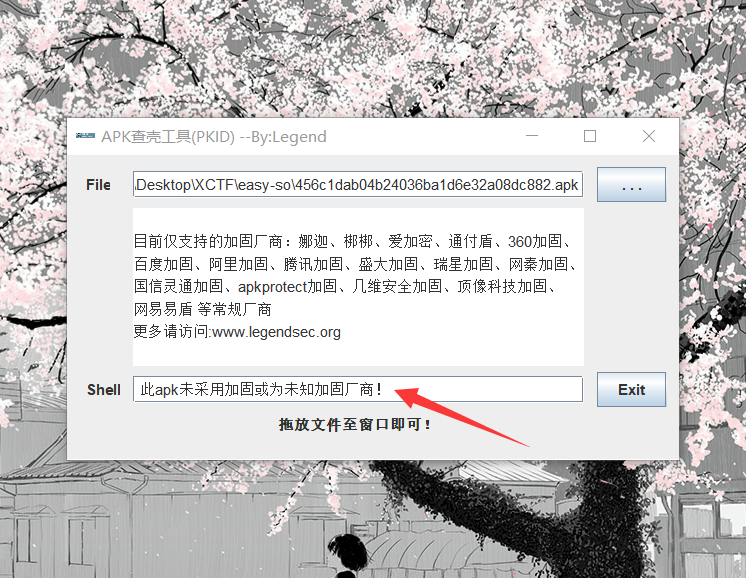 APK查壳工具(PKID) --By:Legend
File
\Desktop\XCTF\easy-so\456c1dab04b24036ba1d6e32a08dc882.apk
...
目前仅支持的加固厂商：娜迦、梆梆、爱加密、通付盾、360加固、
百度加固、阿里加固、腾讯加固、盛大加固、瑞星加固、网秦加固、
国信灵通加固、apkprotect加固、几维安全加固、顶像科技加固、
网易易盾 等常规厂商
更多请访问:www.legendsec.org
Shell
此apk未采用加固或为未知加固厂商！
Exit
拖放文件至窗口即可！